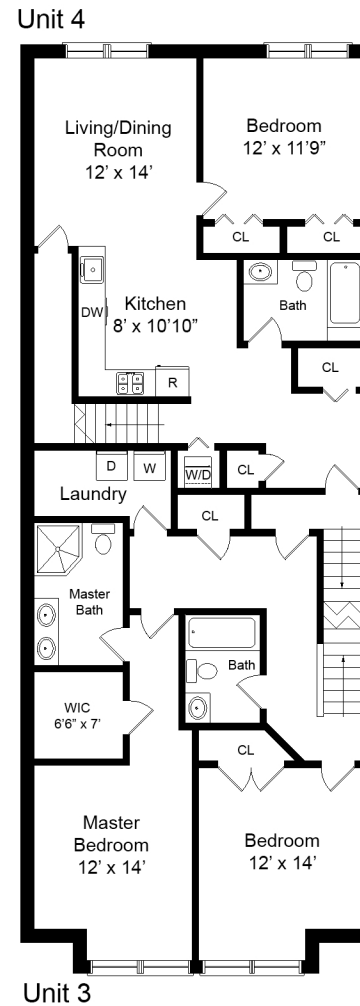 Unit 4
Living/Dining
Room
12' x 14'
Bedroom
12' x 11'9"
CL
CL
DW
Kitchen
8' x 10'10"
Bath
R
CL
D
W
W/D
CL
Laundry
CL
Master
Bath
Bath
WIC
6'6" x 7'
CL
Master
Bedroom
12' x 14'
Bedroom
12' x 14'
Unit 3